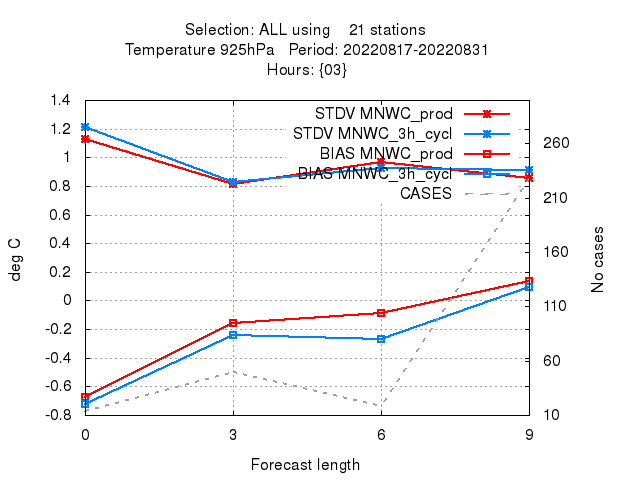 Selection: ALL using    21 stations
Temperature 925hPa   Period: 20220817-20220831
Hours: {03}
STDV MNWC_prod
STDV MNWC_3h_cycl
BIAS MNWC_prod
BIAS MNWC_3h_cycl
CASES
1.4
1.2
1
0.8
0.6
0.4
0.2
0
-0.2
-0.4
-0.6
-0.8
deg C
260
210
160
110
60
10
No cases
0 3 6 9
Forecast length